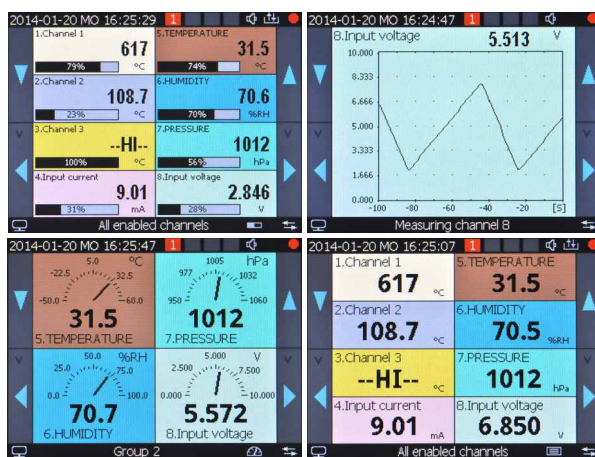 2014-01-20 MO 16:25:29 1
1.Channel 1 5.TEMPERATURE
617 31.5
79% °C 74% °C
2.Channel 2 6.HUMIDITY
108.7 70.6
23% °C 70% %RH
3.Channel 3 7.PRESSURE
--HI-- 1012
100% °C 56% hPa
4.Input current 8.Input voltage
9.01 2.846
31% mA 28% V
All enabled channels
2014-01-20 MO 16:24:47 1
8.Input voltage 5.513 V
10.000
8.333
6.666
5.000
3.333
1.666
0.000
-100 -80 -60 -40 -20 [S]
Measuring channel 8
2014-01-20 MO 16:25:47 1
5.0 °C 1005 hPa
-22.5 32.5 977 1032
-50.0 60.0 950 1060
31.5 1012
5.TEMPERATURE 7.PRESSURE
50.0 %RH 5.000 V
25.0 75.0 2.500 7.500
0.0 100.0 0.000 10.000
70.7 5.572
6.HUMIDITY 8.Input voltage
Group 2
2014-01-20 MO 16:25:07 1
1.Channel 1 5.TEMPERATURE
617 °C 31.5 °C
2.Channel 2 6.HUMIDITY
108.7 °C 70.5 %RH
3.Channel 3 7.PRESSURE
--HI-- °C 1012 hPa
4.Input current 8.Input voltage
9.01 mA 6.850 V
All enabled channels